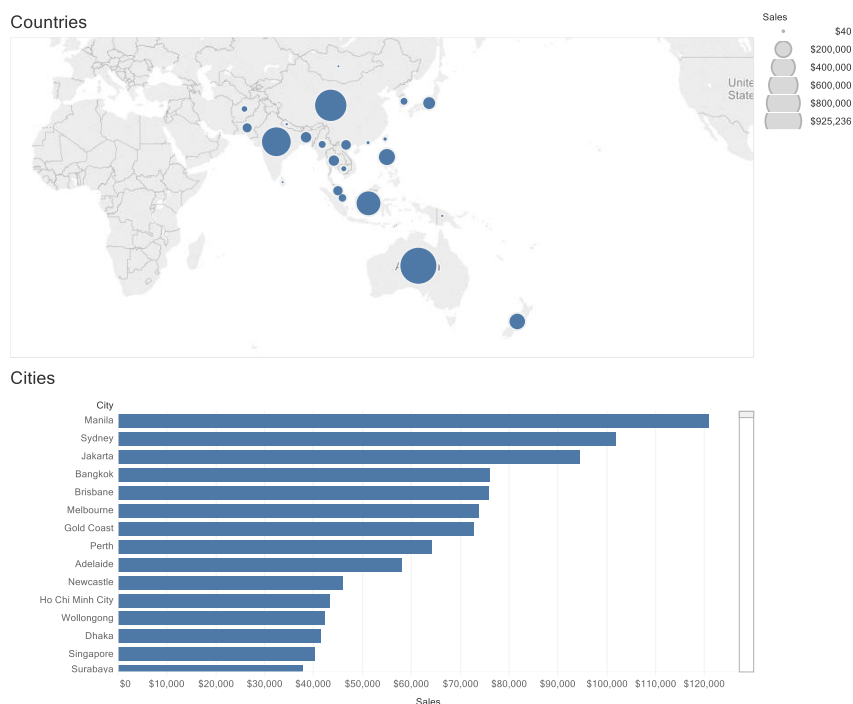 Countries
Sales
$40
$200,000
$400,000
$600,000
$800,000
$925,236
Unite
State
Cities
City
Manila
Sydney
Jakarta
Bangkok
Brisbane
Melbourne
Gold Coast
Perth
Adelaide
Newcastle
Ho Chi Minh City
Wollongong
Dhaka
Singapore
Surabaya
$0 $10,000 $20,000 $30,000 $40,000 $50,000 $60,000 $70,000 $80,000 $90,000 $100,000 $110,000 $120,000
Sales